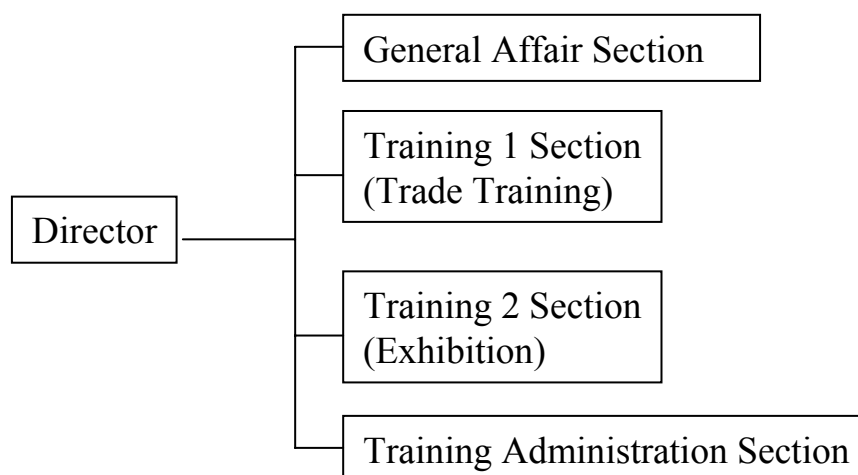 General Affair Section
Training 1 Section
(Trade Training)
Director
Training 2 Section
(Exhibition)
Training Administration Section